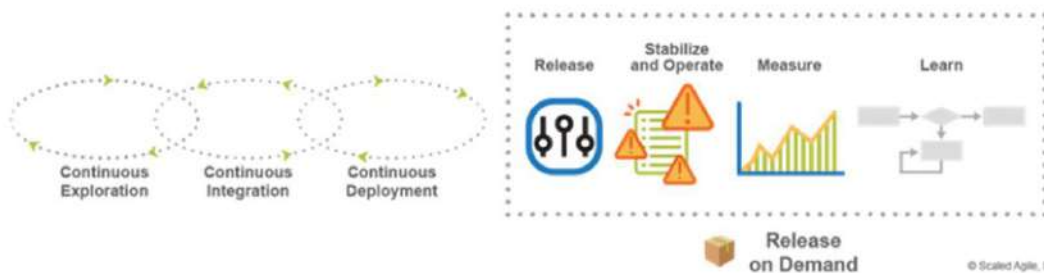 Continuous
Exploration
Continuous
Integration
Continuous
Deployment
Release
Stabilize
and Operate
Measure
Learn
Release
on Demand
© Scaled Agile,